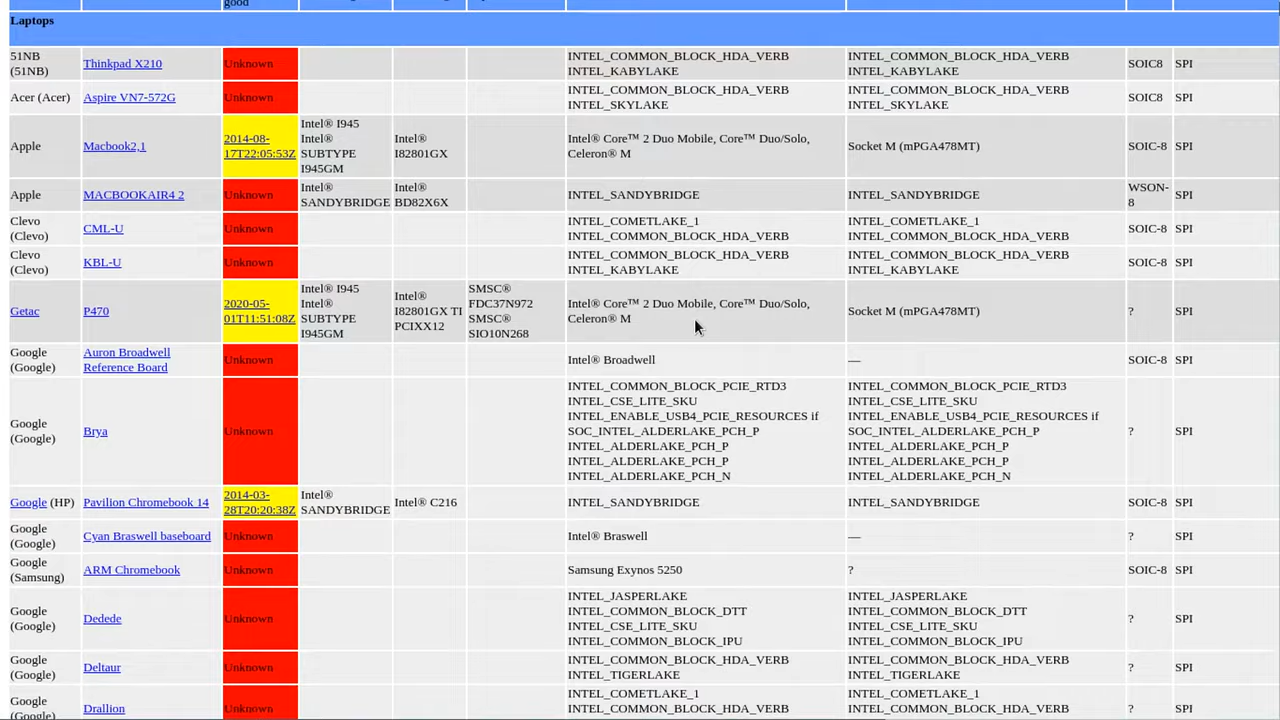 good
Laptops
51NB
(51NB)
Thinkpad X210
Unknown
INTEL_COMMON_BLOCK_HDA_VERB
INTEL_KABYLAKE
INTEL_COMMON_BLOCK_HDA_VERB
INTEL_KABYLAKE
SOIC8
SPI
Acer (Acer)
Aspire VN7-572G
Unknown
INTEL_COMMON_BLOCK_HDA_VERB
INTEL_SKYLAKE
INTEL_COMMON_BLOCK_HDA_VERB
INTEL_SKYLAKE
SOIC8
SPI
Apple
Macbook2,1
2014-08-
17T22:05:53Z
Intel® I945
Intel®
SUBTYPE
I945GM
Intel®
I82801GX
Intel® Core™ 2 Duo Mobile, Core™ Duo/Solo,
Celeron® M
Socket M (mPGA478MT)
SOIC-8
SPI
Apple
MACBOOKAIR4 2
Unknown
Intel®
SANDYBRIDGE
Intel®
BD82X6X
INTEL_SANDYBRIDGE
INTEL_SANDYBRIDGE
WSON-
8
SPI
Clevo
(Clevo)
CML-U
Unknown
INTEL_COMETLAKE_1
INTEL_COMMON_BLOCK_HDA_VERB
INTEL_COMETLAKE_1
INTEL_COMMON_BLOCK_HDA_VERB
SOIC-8
SPI
Clevo
(Clevo)
KBL-U
Unknown
INTEL_COMMON_BLOCK_HDA_VERB
INTEL_KABYLAKE
INTEL_COMMON_BLOCK_HDA_VERB
INTEL_KABYLAKE
SOIC-8
SPI
Getac
P470
2020-05-
01T11:51:08Z
Intel® I945
Intel®
SUBTYPE
I945GM
Intel®
I82801GX TI
PCIXX12
SMSC®
FDC37N972
SMSC®
SIO10N268
Intel® Core™ 2 Duo Mobile, Core™ Duo/Solo,
Celeron® M
Socket M (mPGA478MT)
?
SPI
Google
(Google)
Auron Broadwell
Reference Board
Unknown
Intel® Broadwell
—
SOIC-8
SPI
Google
(Google)
Brya
Unknown
INTEL_COMMON_BLOCK_PCIE_RTD3
INTEL_CSE_LITE_SKU
INTEL_ENABLE_USB4_PCIE_RESOURCES if
SOC_INTEL_ALDERLAKE_PCH_P
INTEL_ALDERLAKE_PCH_P
INTEL_ALDERLAKE_PCH_P
INTEL_ALDERLAKE_PCH_N
INTEL_COMMON_BLOCK_PCIE_RTD3
INTEL_CSE_LITE_SKU
INTEL_ENABLE_USB4_PCIE_RESOURCES if
SOC_INTEL_ALDERLAKE_PCH_P
INTEL_ALDERLAKE_PCH_P
INTEL_ALDERLAKE_PCH_P
INTEL_ALDERLAKE_PCH_N
?
SPI
Google (HP)
Pavilion Chromebook 14
2014-03-
28T20:20:38Z
Intel®
SANDYBRIDGE
Intel® C216
INTEL_SANDYBRIDGE
INTEL_SANDYBRIDGE
SOIC-8
SPI
Google
(Google)
Cyan Braswell baseboard
Unknown
Intel® Braswell
—
?
SPI
Google
(Samsung)
ARM Chromebook
Unknown
Samsung Exynos 5250
?
SOIC-8
SPI
Google
(Google)
Dedede
Unknown
INTEL_JASPERLAKE
INTEL_COMMON_BLOCK_DTT
INTEL_CSE_LITE_SKU
INTEL_COMMON_BLOCK_IPU
INTEL_JASPERLAKE
INTEL_COMMON_BLOCK_DTT
INTEL_CSE_LITE_SKU
INTEL_COMMON_BLOCK_IPU
?
SPI
Google
(Google)
Deltaur
Unknown
INTEL_COMMON_BLOCK_HDA_VERB
INTEL_TIGERLAKE
INTEL_COMMON_BLOCK_HDA_VERB
INTEL_TIGERLAKE
?
SPI
Google
(Google)
Drallion
Unknown
INTEL_COMETLAKE_1
INTEL_COMMON_BLOCK_HDA_VERB
INTEL_COMETLAKE_1
INTEL_COMMON_BLOCK_HDA_VERB
?
SPI